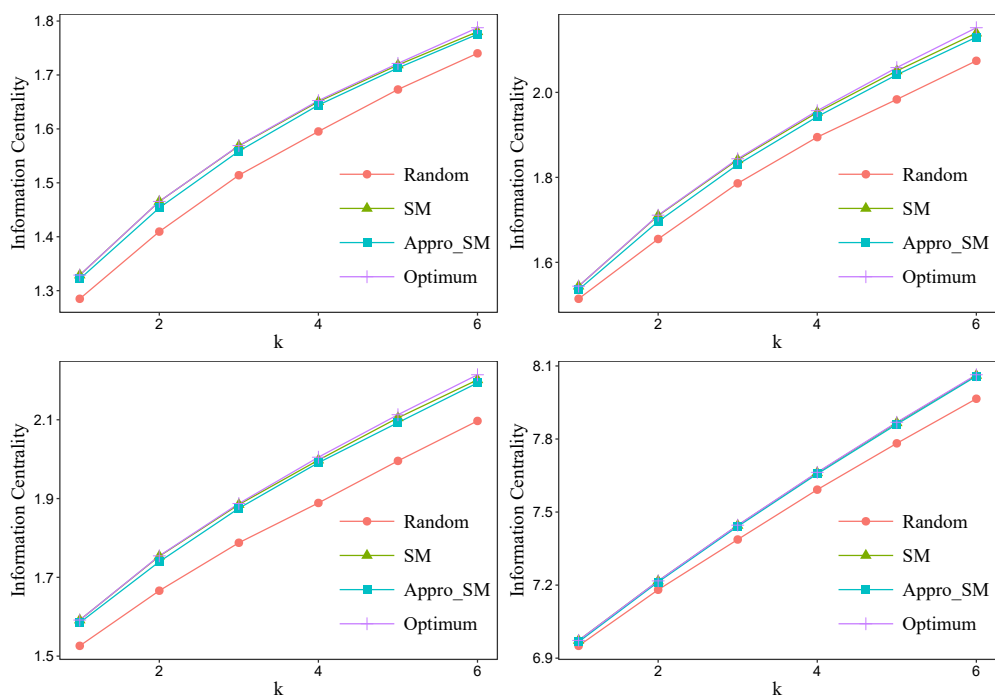 1.8
1.7
1.6
1.5
1.4
1.3
Information Centrality
Random
SM
Appro_SM
Optimum
2
4
6
k
2.0
1.8
1.6
Information Centrality
Random
SM
Appro_SM
Optimum
2
4
6
k
2.1
1.9
1.7
1.5
Information Centrality
Random
SM
Appro_SM
Optimum
2
4
6
k
8.1
7.8
7.5
7.2
6.9
Information Centrality
Random
SM
Appro_SM
Optimum
2
4
6
k